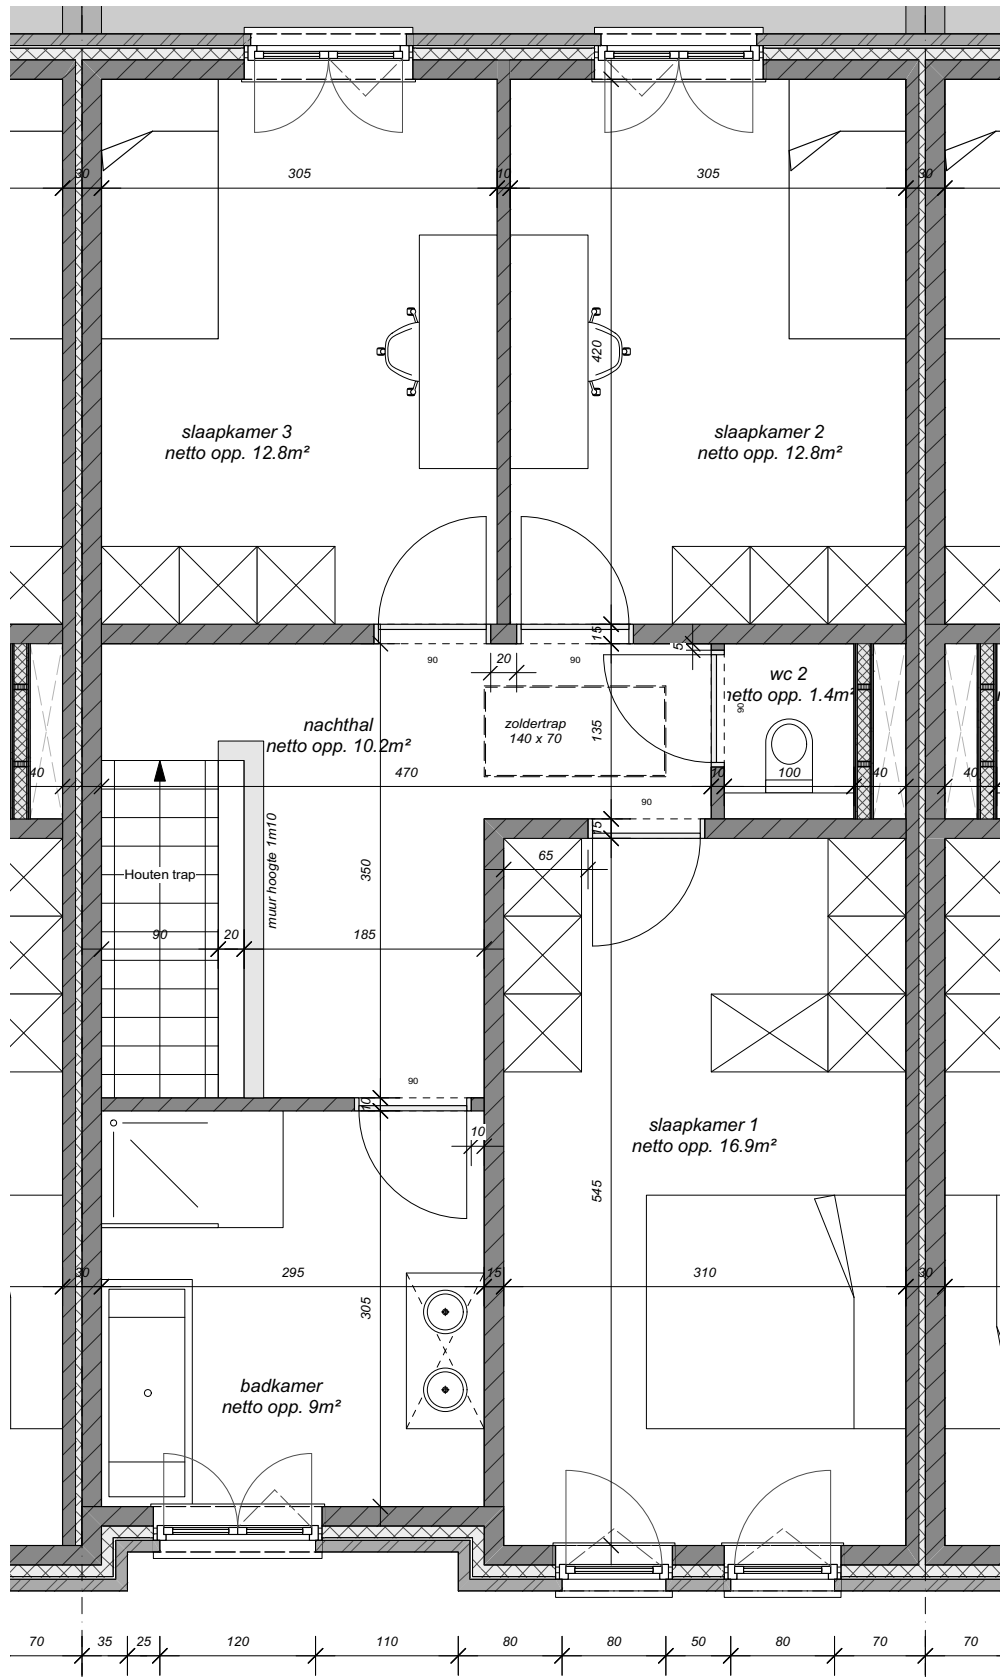 30
305
10
305
30
420
slaapkamer 3
netto opp. 12.8m²
slaapkamer 2
netto opp. 12.8m²
15
5
90
20
90
wc 2
netto opp. 1.4m²
90
nachthal
netto opp. 10.2m²
zoldertrap
140 x 70
135
40
470
10
100
40
40
90
15
muur hoogte 1m10
65
Houten trap
350
90
20
185
90
10
10
slaapkamer 1
netto opp. 16.9m²
545
30
295
15
310
30
305
badkamer
netto opp. 9m²
70
35
25
120
110
80
80
50
80
70
70